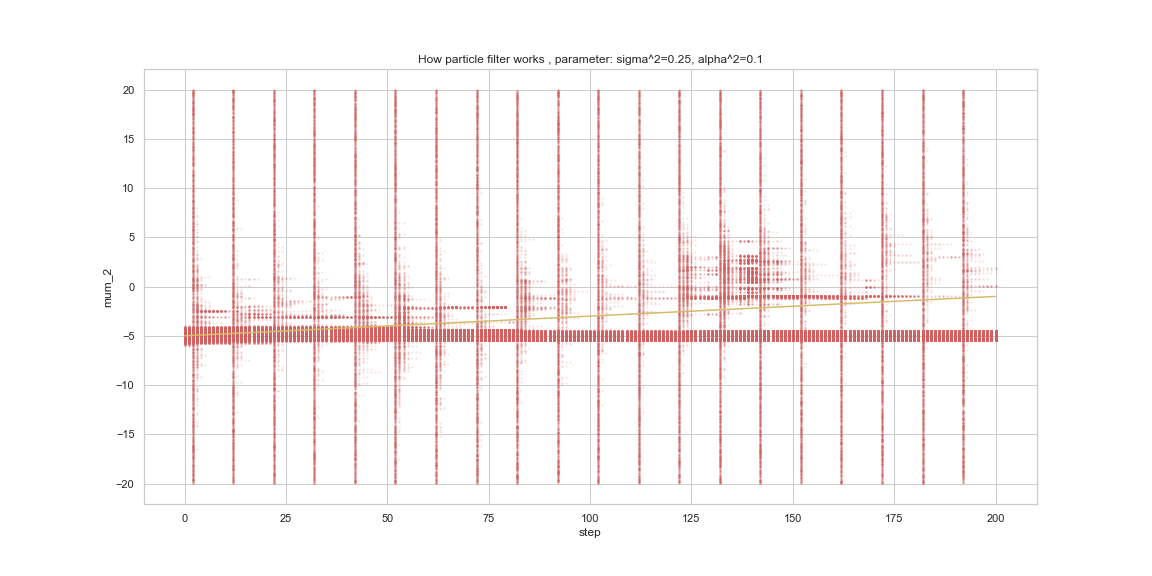 How particle filter works , parameter: sigma^2=0.25, alpha^2=0.1
20
15
10
5
0
−5
−10
−15
−20
mum_2
0 25 50 75 100 125 150 175 200
step